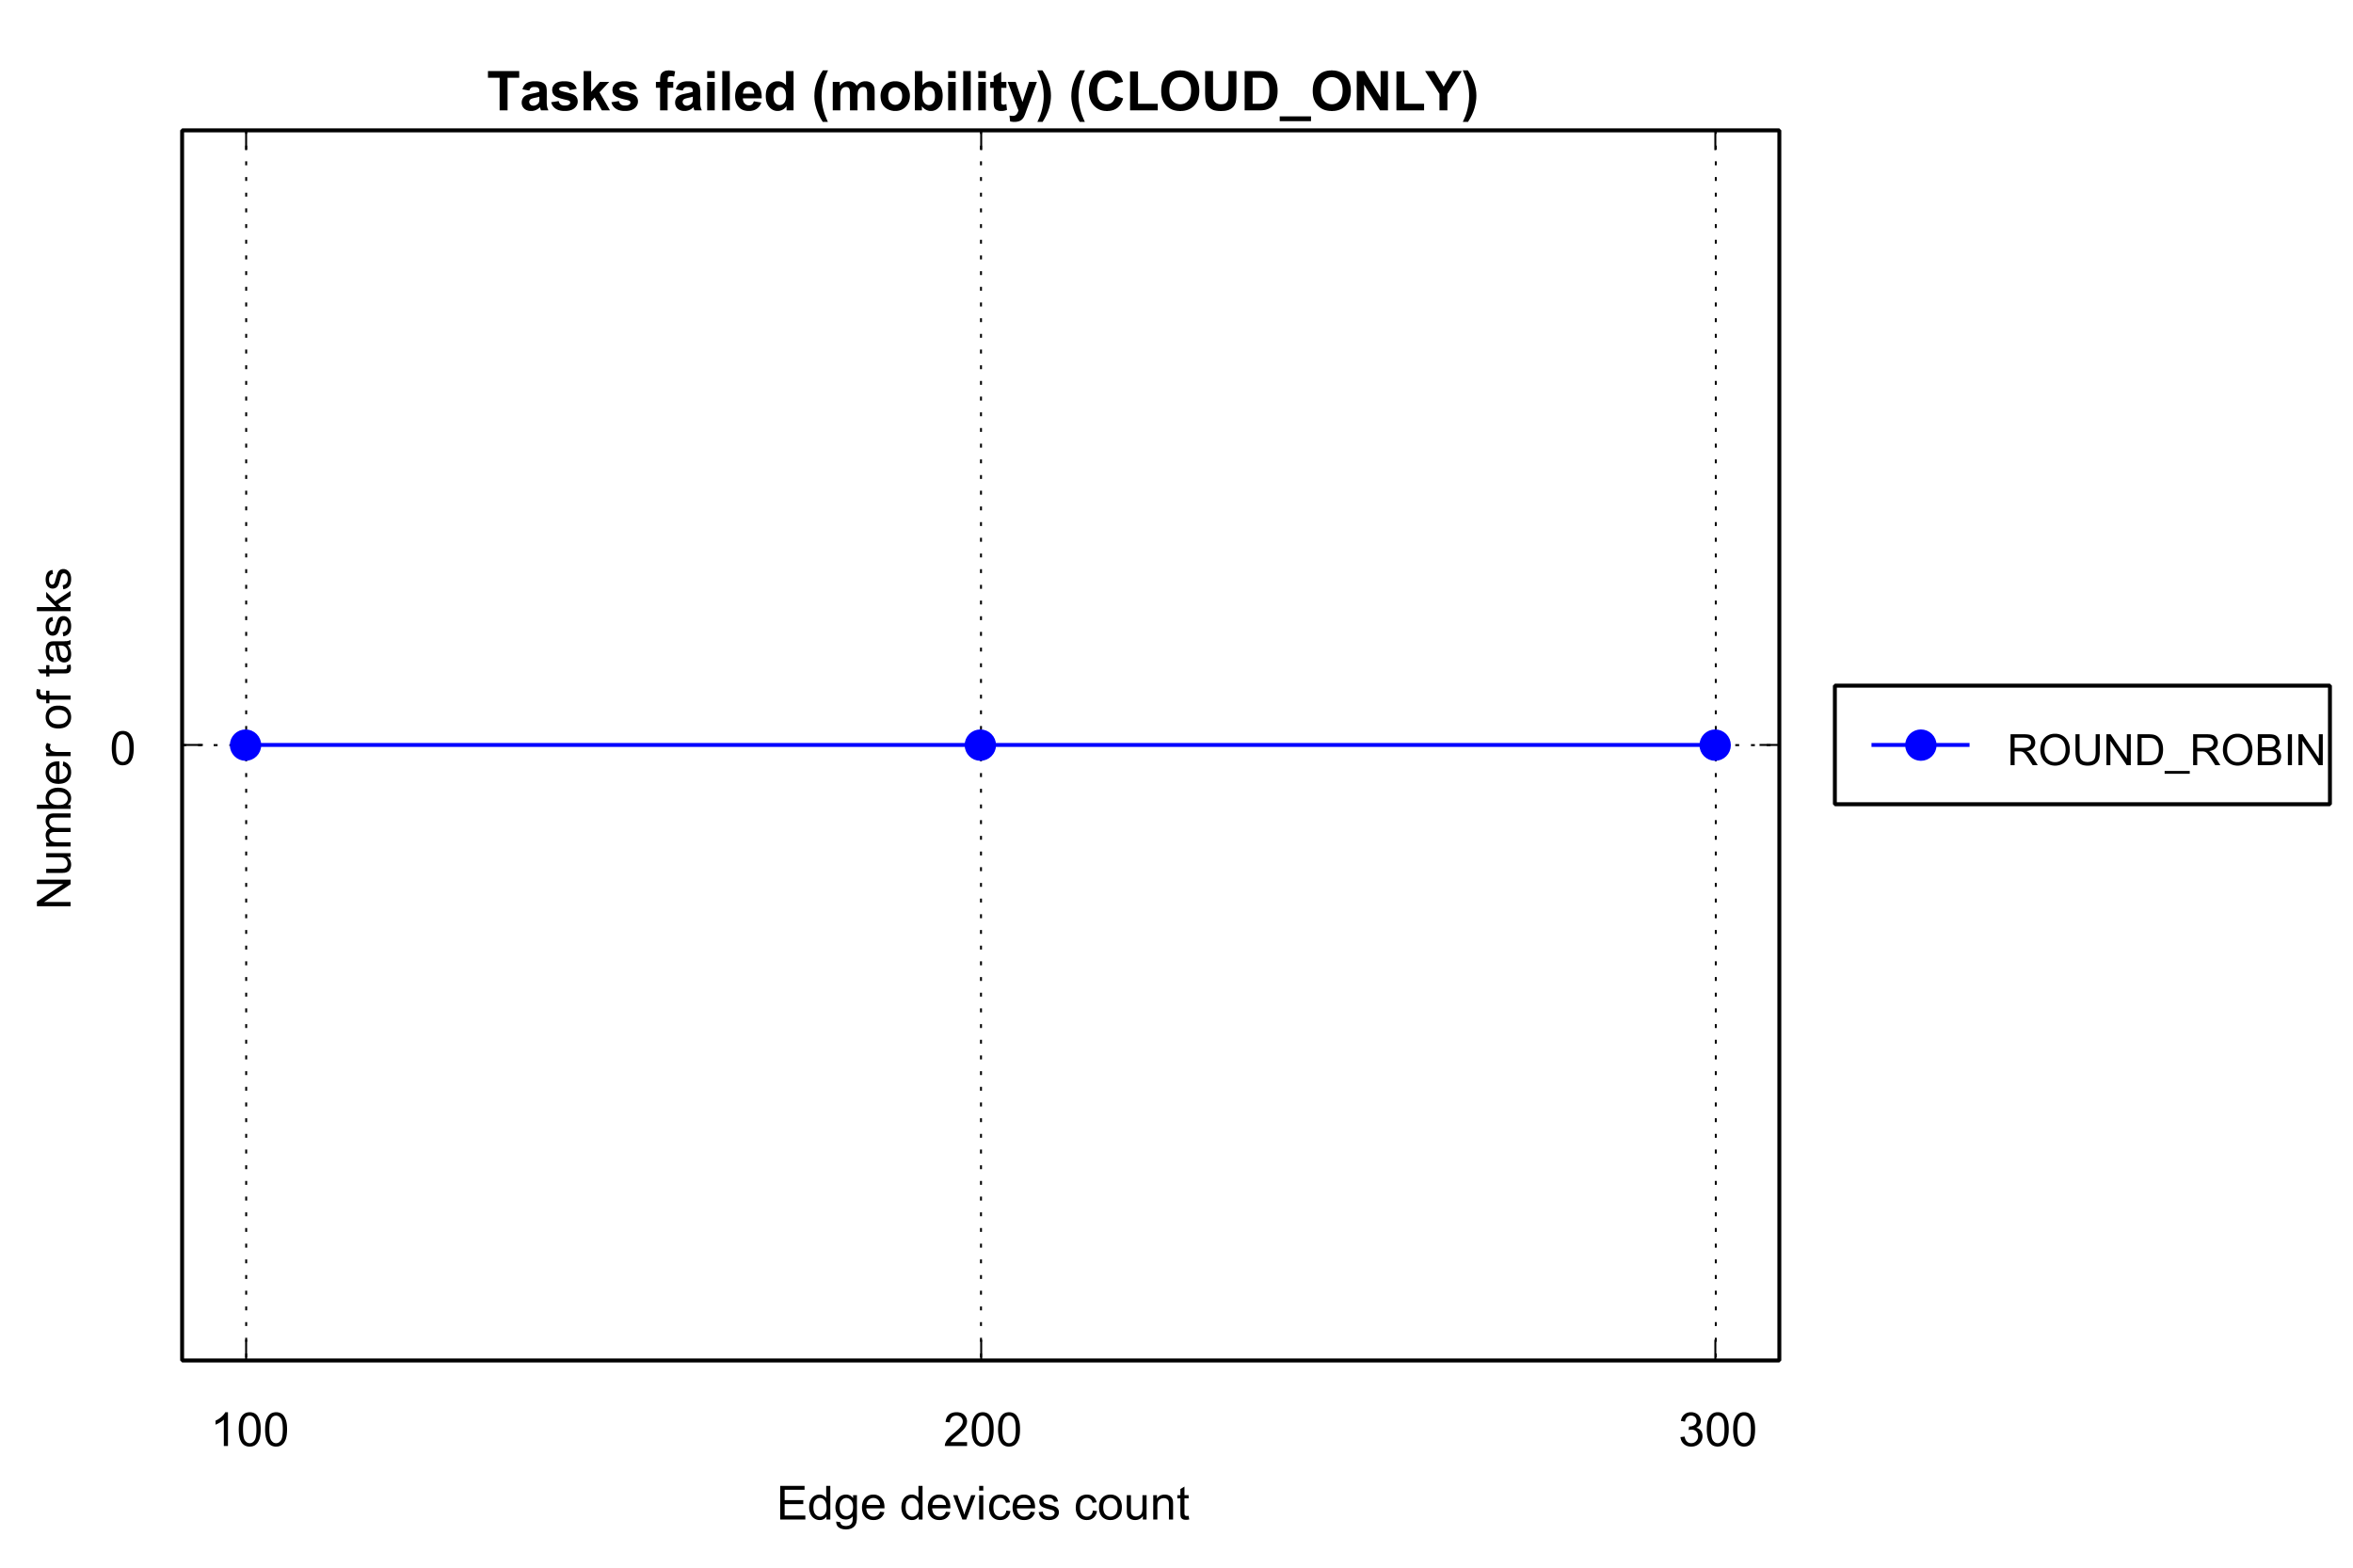 Tasks failed (mobility) (CLOUD_ONLY)
Number of tasks
0
ROUND_ROBIN
100 200 300
Edge devices count